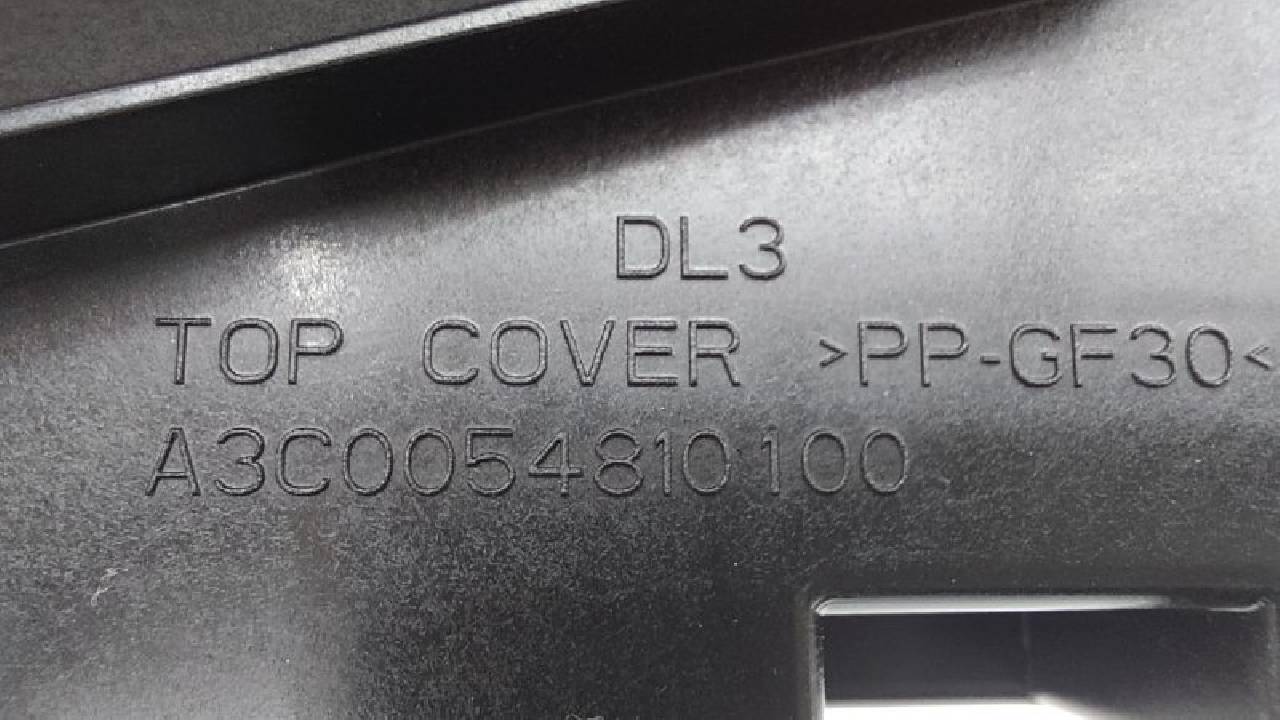 DL3
TOP COVER >PP-GF30<
A3C0054810100